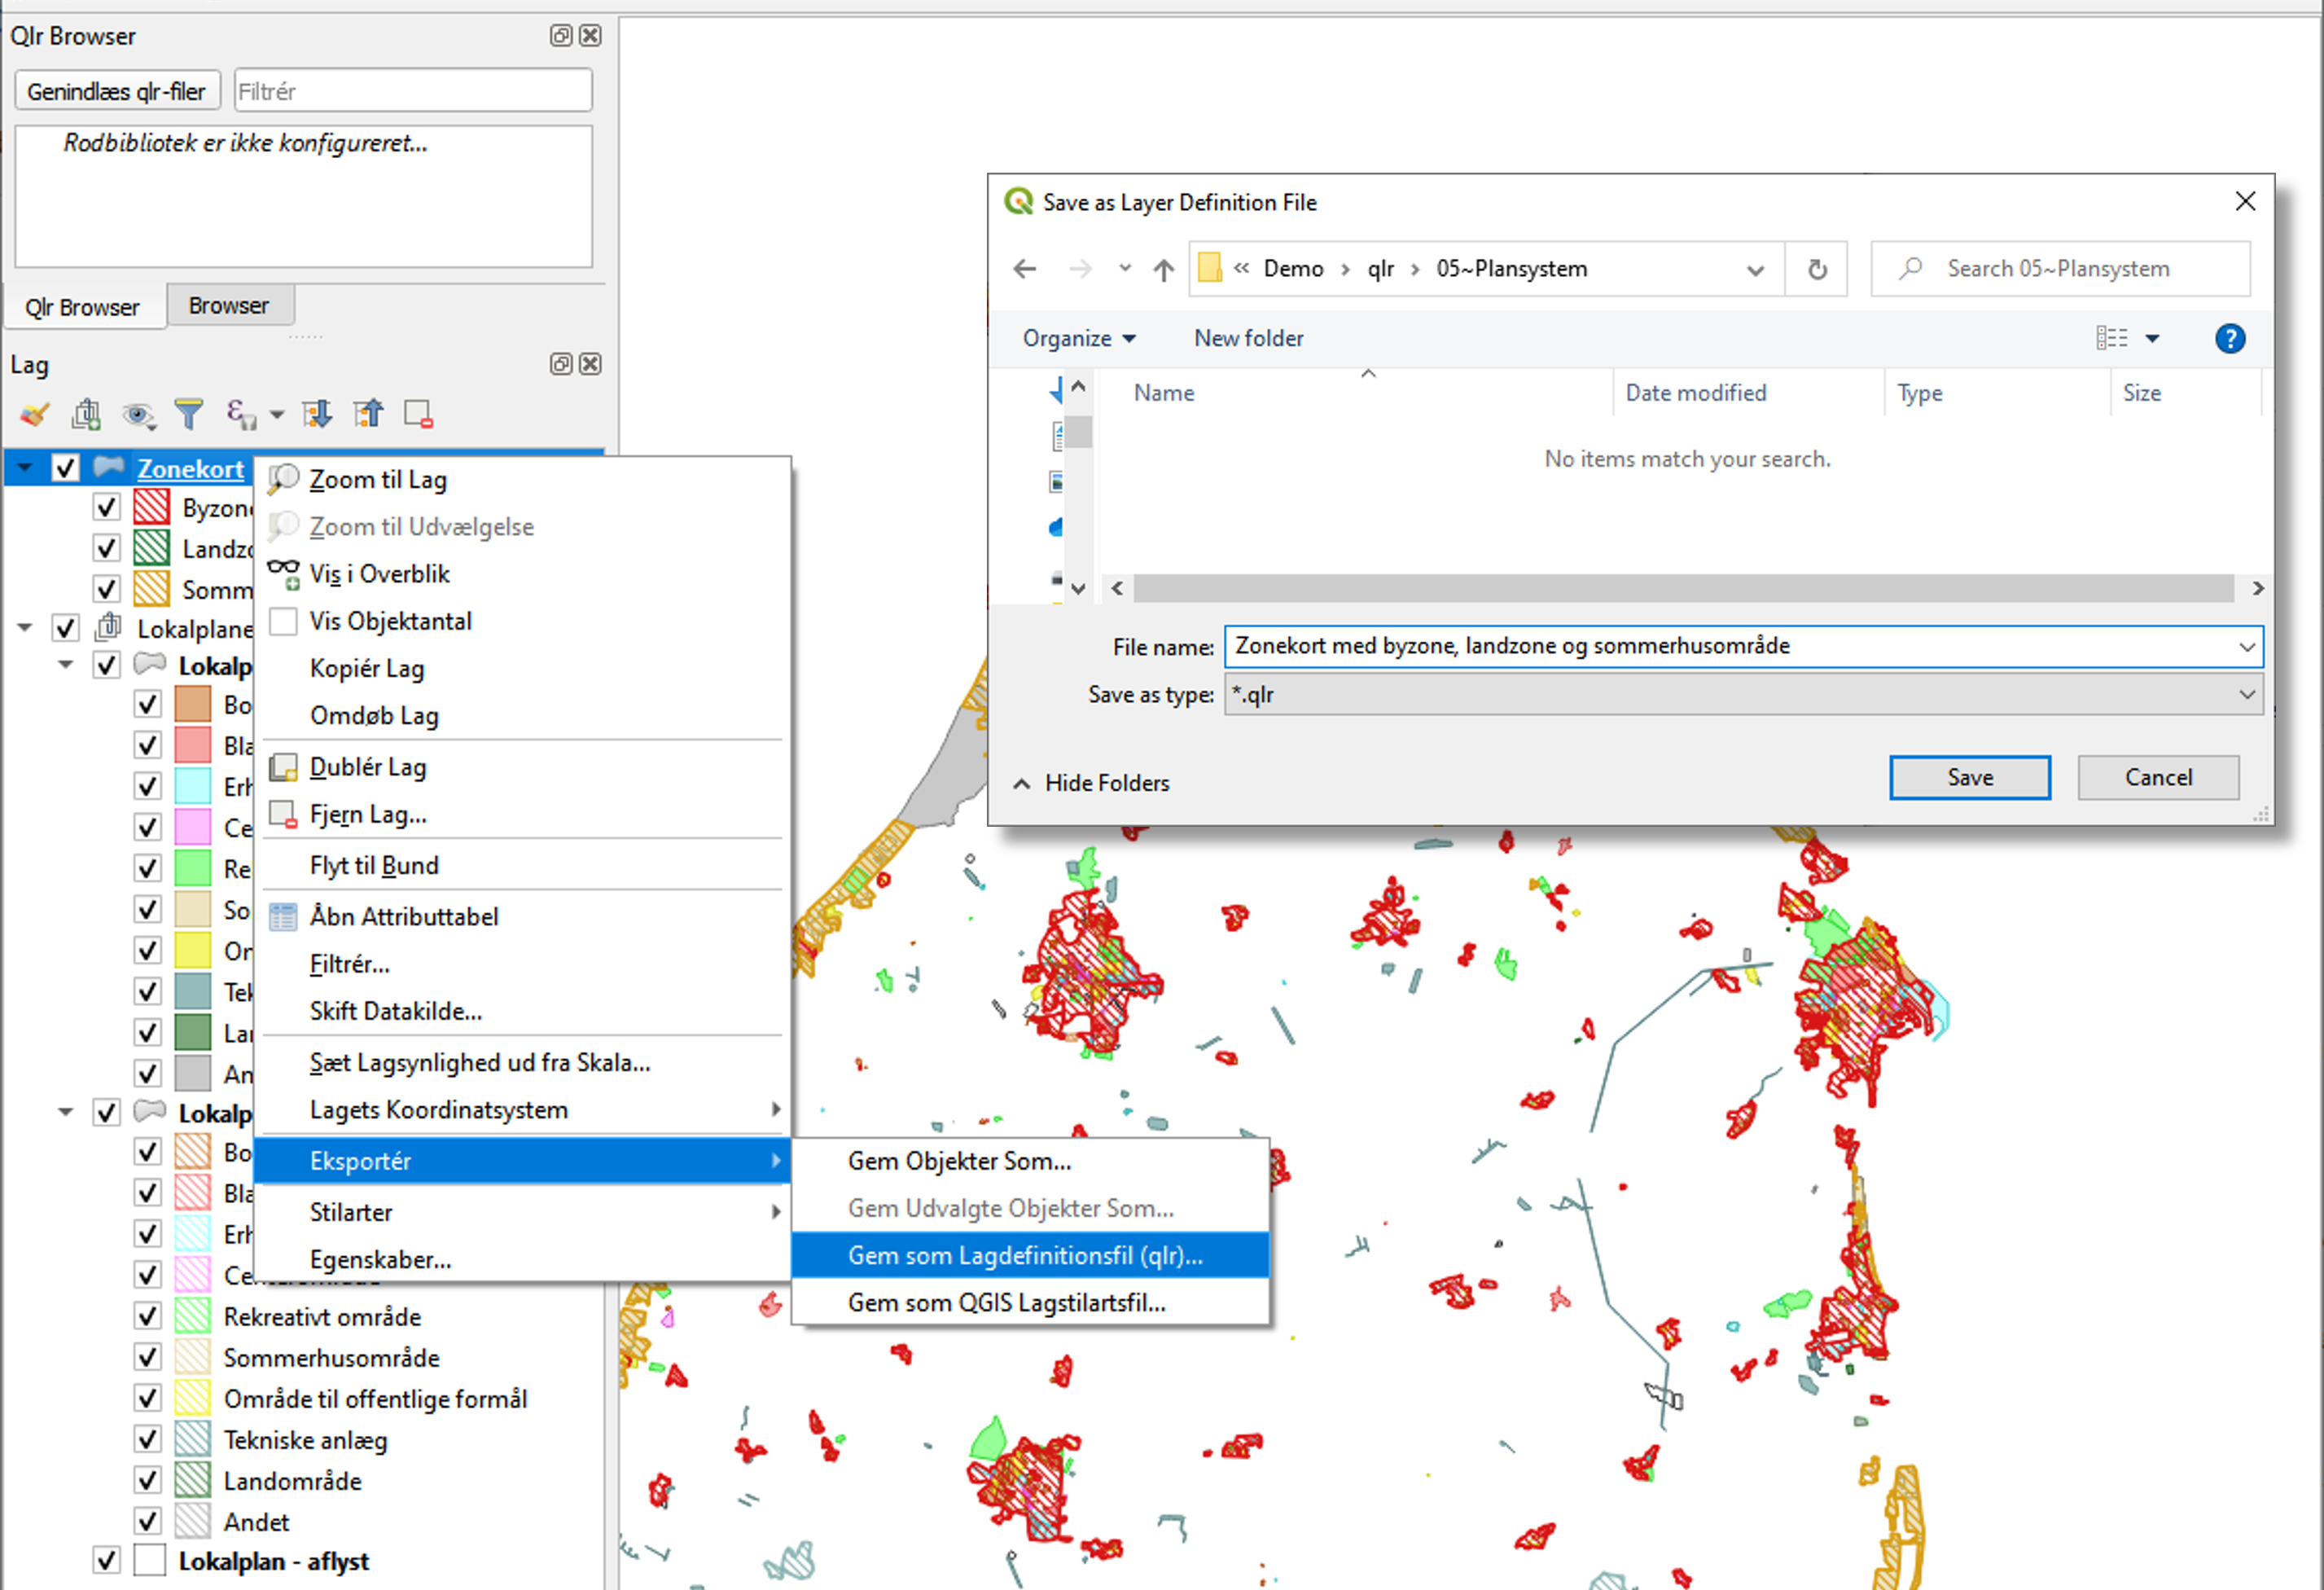 Qlr Browser
Genindlæs qlr-filer
Filtrér
Rodbibliotek er ikke konfigureret...
Qlr Browser
Browser
Lag
Zonekort
Lokalplane
Lokalp
Bo
Bla
Erh
Ce
Re
So
Om
Tek
Lan
An
Lokalp
Bo
Bla
Erh
Rekreativt område
Sommerhusområde
Område til offentlige formål
Tekniske anlæg
Landområde
Andet
Lokalplan - aflyst
Zoom til Lag
Zoom til Udvælgelse
Vis i Overblik
Vis Objektantal
Kopiér Lag
Omdøb Lag
Dublér Lag
Fjern Lag...
Flyt til Bund
Åbn Attributtabel
Filtrér...
Skift Datakilde...
Sæt Lagsynlighed ud fra Skala...
Lagets Koordinatsystem
Eksportér
Stilarter
Egenskaber...
Gem Objekter Som...
Gem Udvalgte Objekter Som...
Gem som Lagdefinitionsfil (qlr)...
Gem som QGIS Lagstilartsfil...
Save as Layer Definition File
« Demo › qlr › 05~Plansystem
Search 05~Plansystem
Organize
New folder
Name
Date modified
Type
Size
No items match your search.
File name: Zonekort med byzone, landzone og sommerhusområde
Save as type: *.qlr
Hide Folders
Save
Cancel